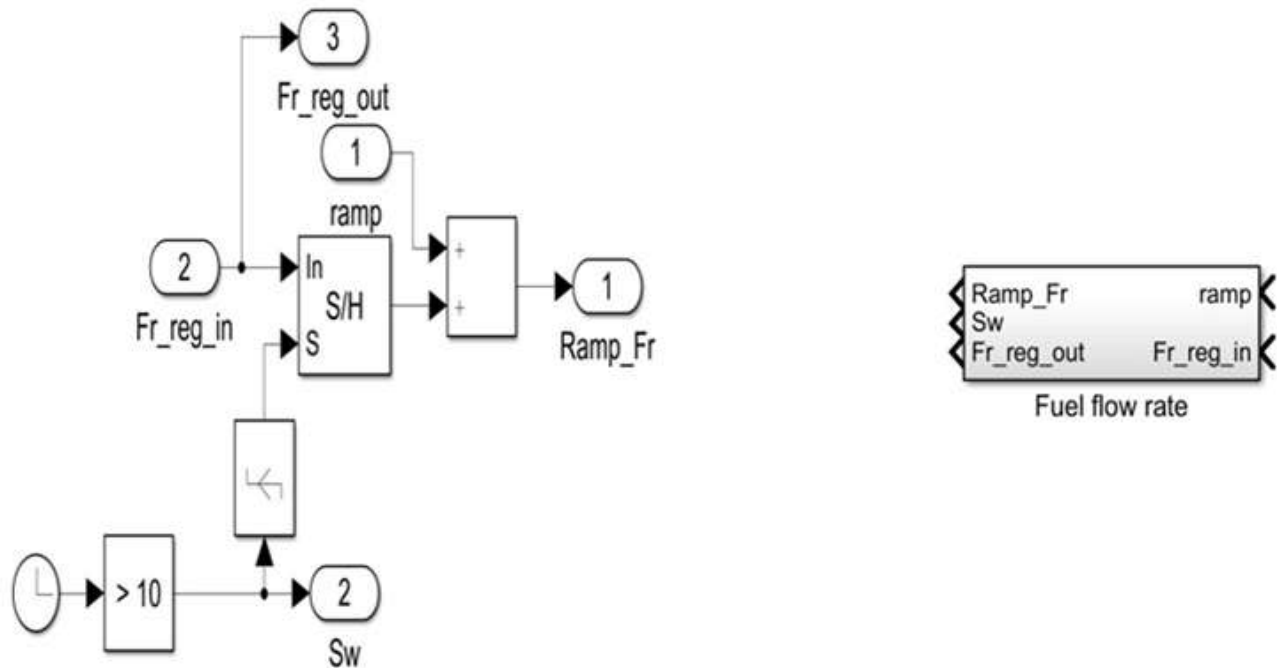 3
Fr_reg_out
1
ramp
2
Fr_reg_in
In
S/H
S
+
+
1
Ramp_Fr
> 10
2
Sw
Ramp_Fr ramp
Sw
Fr_reg_out Fr_reg_in
Fuel flow rate